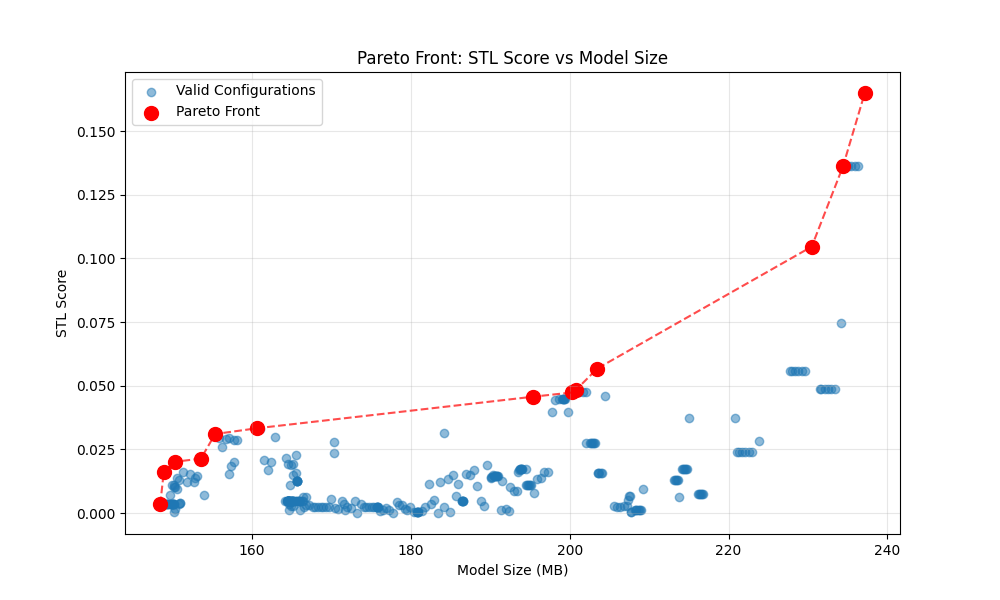 Pareto Front: STL Score vs Model Size
Valid Configurations
Pareto Front
0.150
0.125
0.100
0.075
0.050
0.025
0.000
STL Score
160
180
200
220
240
Model Size (MB)